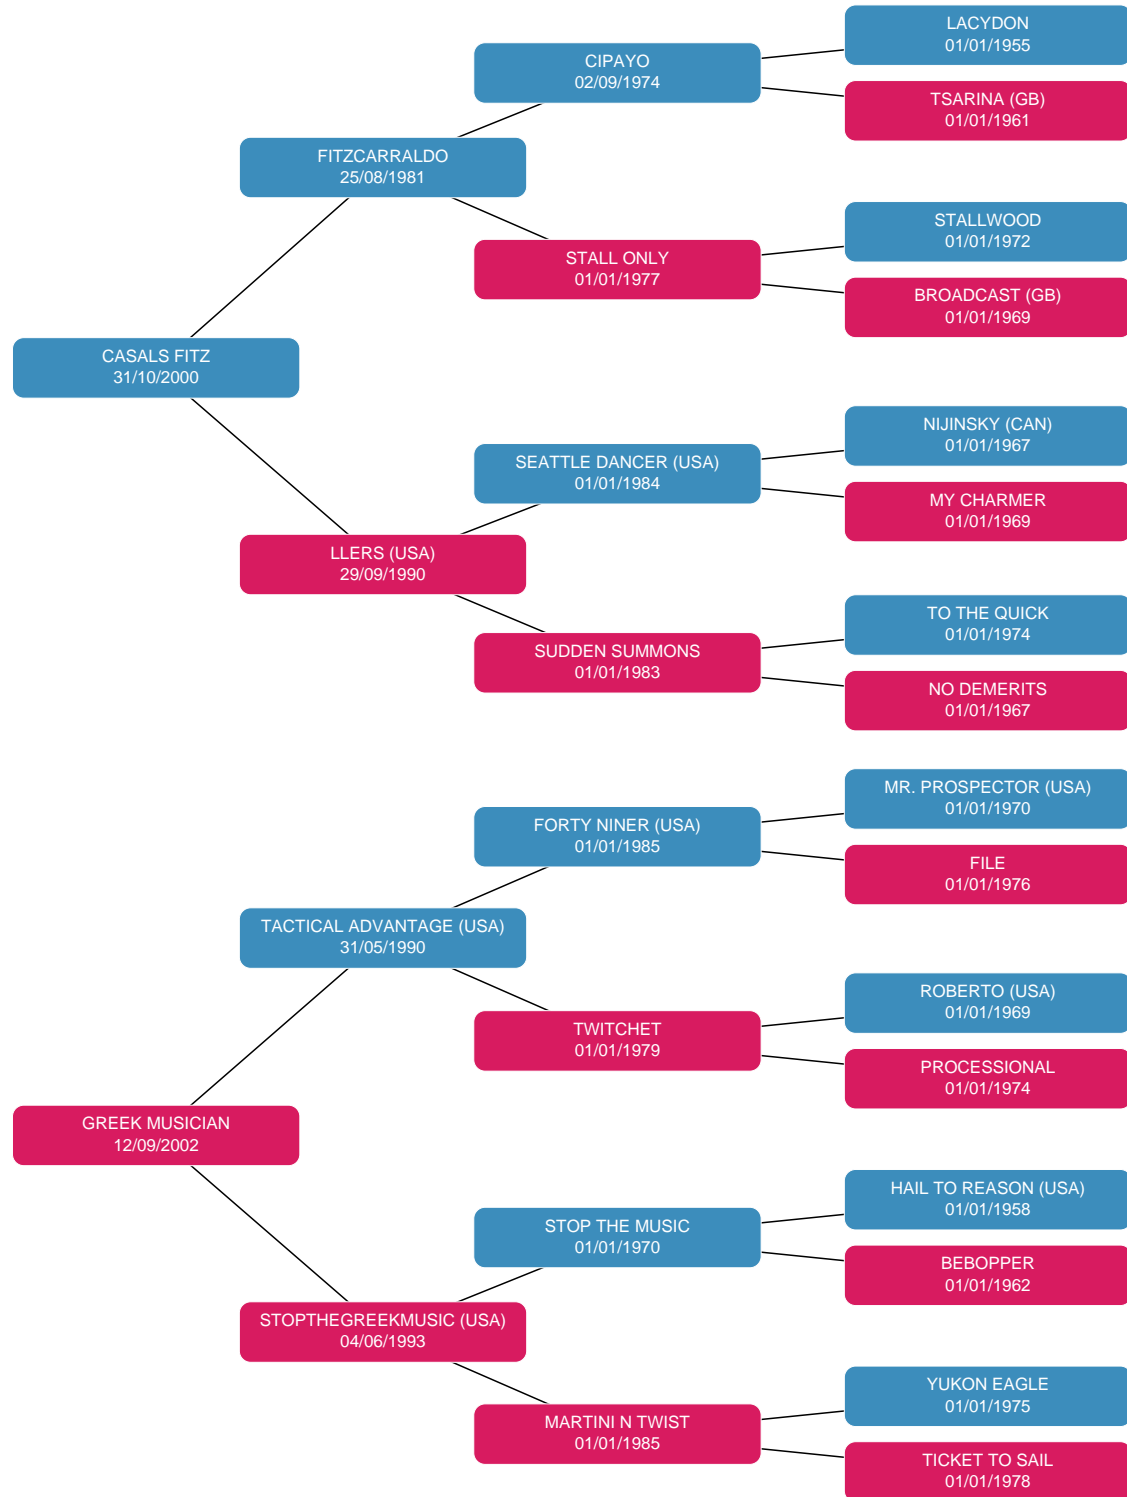 LACYDON
01/01/1955
CIPAYO
02/09/1974
TSARINA (GB)
01/01/1961
FITZCARRALDO
25/08/1981
STALLWOOD
01/01/1972
STALL ONLY
01/01/1977
BROADCAST (GB)
01/01/1969
CASALS FITZ
31/10/2000
NIJINSKY (CAN)
01/01/1967
SEATTLE DANCER (USA)
01/01/1984
MY CHARMER
01/01/1969
LLERS (USA)
29/09/1990
TO THE QUICK
01/01/1974
SUDDEN SUMMONS
01/01/1983
NO DEMERITS
01/01/1967
MR. PROSPECTOR (USA)
01/01/1970
FORTY NINER (USA)
01/01/1985
FILE
01/01/1976
TACTICAL ADVANTAGE (USA)
31/05/1990
ROBERTO (USA)
01/01/1969
TWITCHET
01/01/1979
PROCESSIONAL
01/01/1974
GREEK MUSICIAN
12/09/2002
HAIL TO REASON (USA)
01/01/1958
STOP THE MUSIC
01/01/1970
BEBOPPER
01/01/1962
STOPTHEGREEKMUSIC (USA)
04/06/1993
YUKON EAGLE
01/01/1975
MARTINI N TWIST
01/01/1985
TICKET TO SAIL
01/01/1978